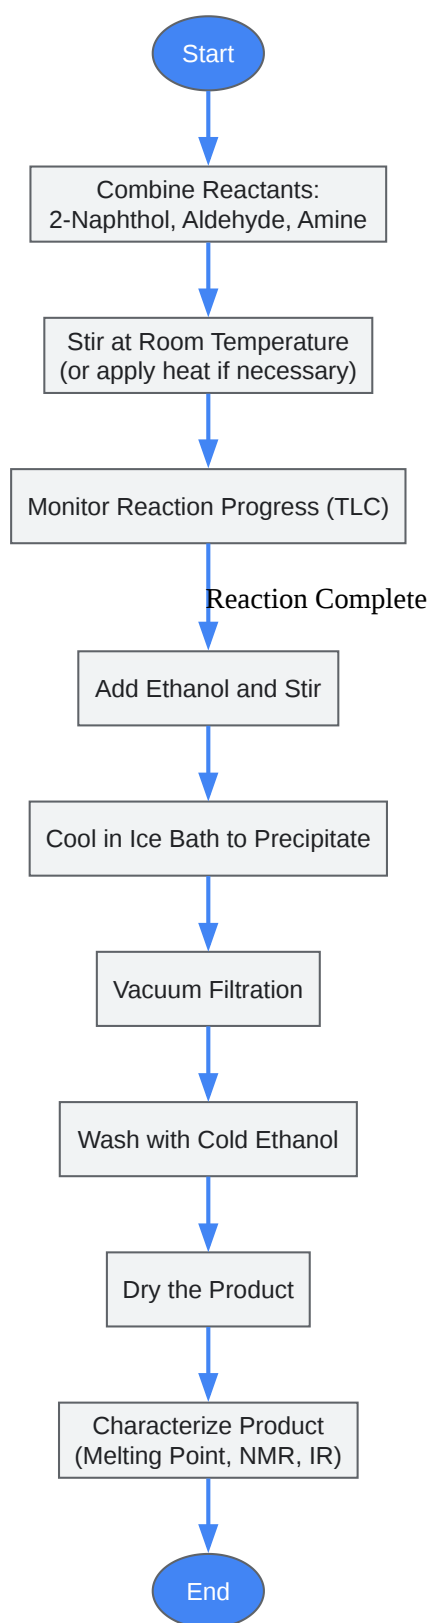 Start
Combine Reactants:
2-Naphthol, Aldehyde, Amine
Stir at Room Temperature
(or apply heat if necessary)
Monitor Reaction Progress (TLC)
Reaction Complete
Add Ethanol and Stir
Cool in Ice Bath to Precipitate
Vacuum Filtration
Wash with Cold Ethanol
Dry the Product
Characterize Product
(Melting Point, NMR, IR)
End